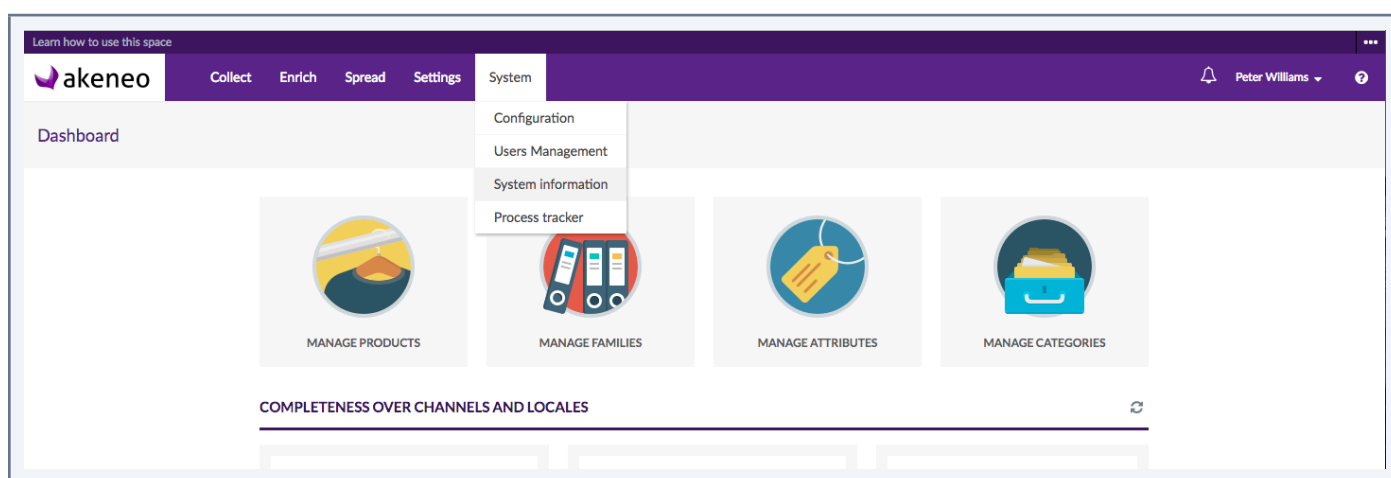 Learn how to use this space
akeneo Collect Enrich Spread Settings System Peter Williams
Dashboard
Configuration
Users Management
System information
Process tracker
MANAGE PRODUCTS MANAGE FAMILIES MANAGE ATTRIBUTES MANAGE CATEGORIES
COMPLETENESS OVER CHANNELS AND LOCALES